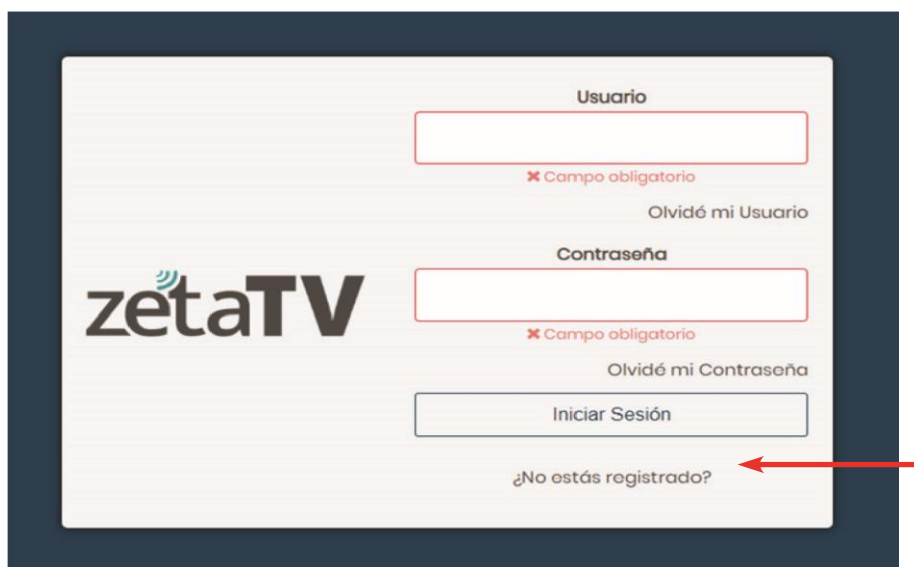 Usuario
✖ Campo obligatorio
Olvidé mi Usuario
Contraseña
zetaTV
✖ Campo obligatorio
Olvidé mi Contraseña
Iniciar Sesión
¿No estás registrado?